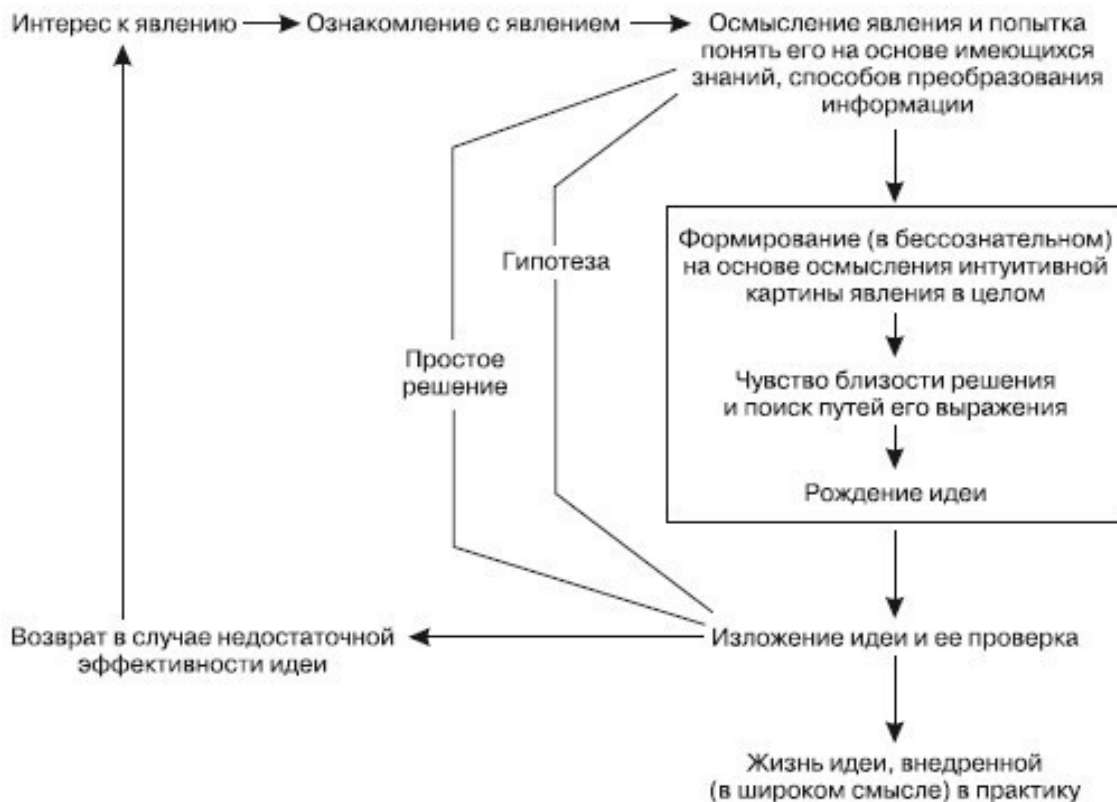 Интерес к явлению
Ознакомление с явлением
Осмысление явления и попытка
понять его на основе имеющихся
знаний, способов преобразования
информации
Формирование (в бессознательном)
на основе осмысления интуитивной
картины явления в целом
Гипотеза
Простое
решение
Чувство близости решения
и поиск путей его выражения
Рождение идеи
Возврат в случае недостаточной
эффективности идеи
Изложение идеи и ее проверка
Жизнь идеи, внедренной
(в широком смысле) в практику